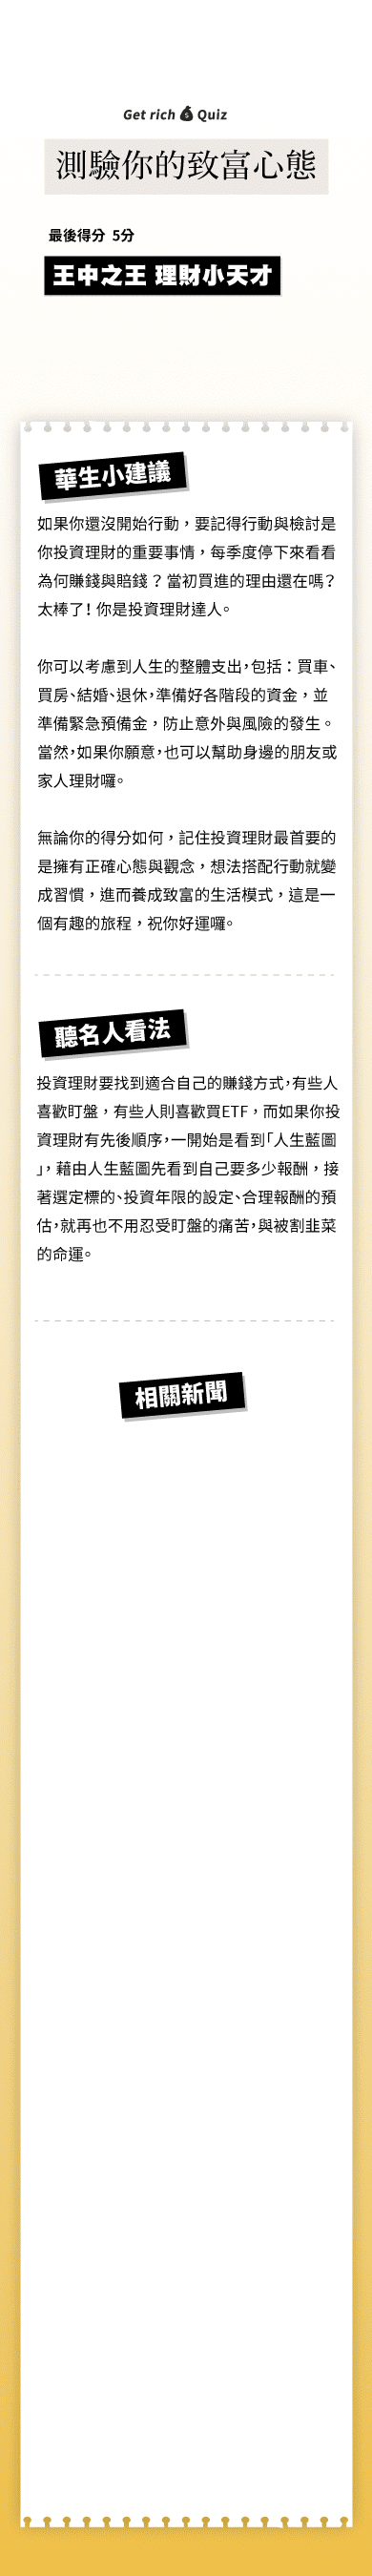 Get rich Quiz
測驗你的致富心態
最後得分 5分
王中之王 理財小天才
華生小建議
如果你還沒開始行動，要記得行動與檢討是
你投資理財的重要事情，每季度停下來看看
為何賺錢與賠錢？當初買進的理由還在嗎？
太棒了！你是投資理財達人。
你可以考慮到人生的整體支出，包括：買車、
買房、結婚、退休，準備好各階段的資金，並
準備緊急預備金，防止意外與風險的發生。
當然，如果你願意，也可以幫助身邊的朋友或
家人理財囉。
無論你的得分如何，記住投資理財最首要的
是擁有正確心態與觀念，想法搭配行動就變
成習慣，進而養成致富的生活模式，這是一
個有趣的旅程，祝你好運囉。
聽名人看法
投資理財要找到適合自己的賺錢方式，有些人
喜歡盯盤，有些人則喜歡買ETF，而如果你投
資理財有先後順序，一開始是看到「人生藍圖
」，藉由人生藍圖先看到自己要多少報酬，接
著選定標的、投資年限的設定、合理報酬的預
估，就再也不用忍受盯盤的痛苦，與被割韭菜
的命運。
相關新聞